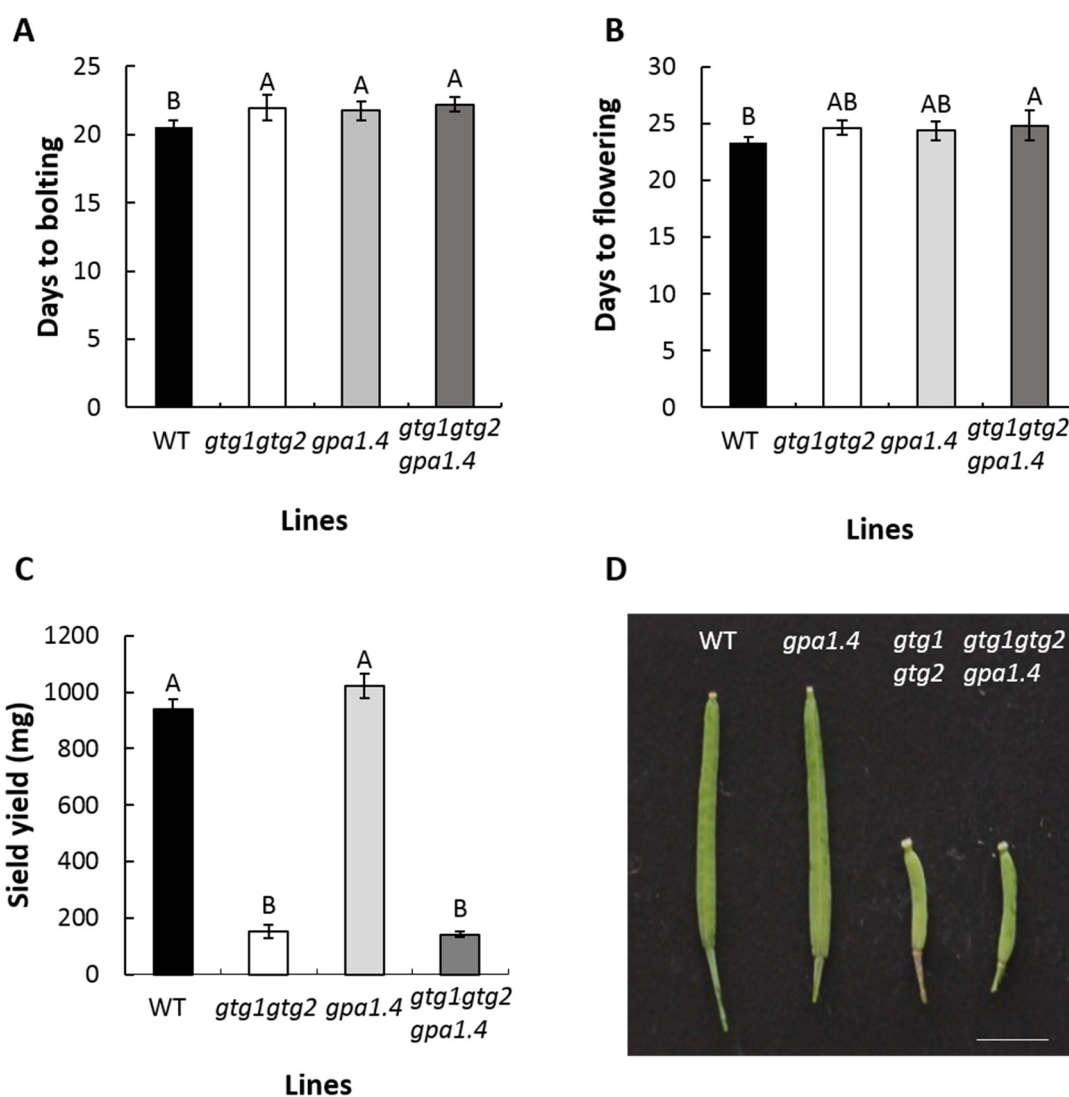 A
25
20
15
10
5
0
Days to bolting
B
A
A
A
WT
gtg1gtg2
gpa1.4
gtg1gtg2
gpa1.4
Lines
B
30
25
20
15
10
5
0
Days to flowering
B
AB
AB
A
WT
gtg1gtg2
gpa1.4
gtg1gtg2
gpa1.4
Lines
C
1200
1000
800
600
400
200
0
Sield yield (mg)
A
B
A
B
WT
gtg1gtg2
gpa1.4
gtg1gtg2
gpa1.4
Lines
D
WT
gpa1.4
gtg1
gtg2
gtg1gtg2
gpa1.4